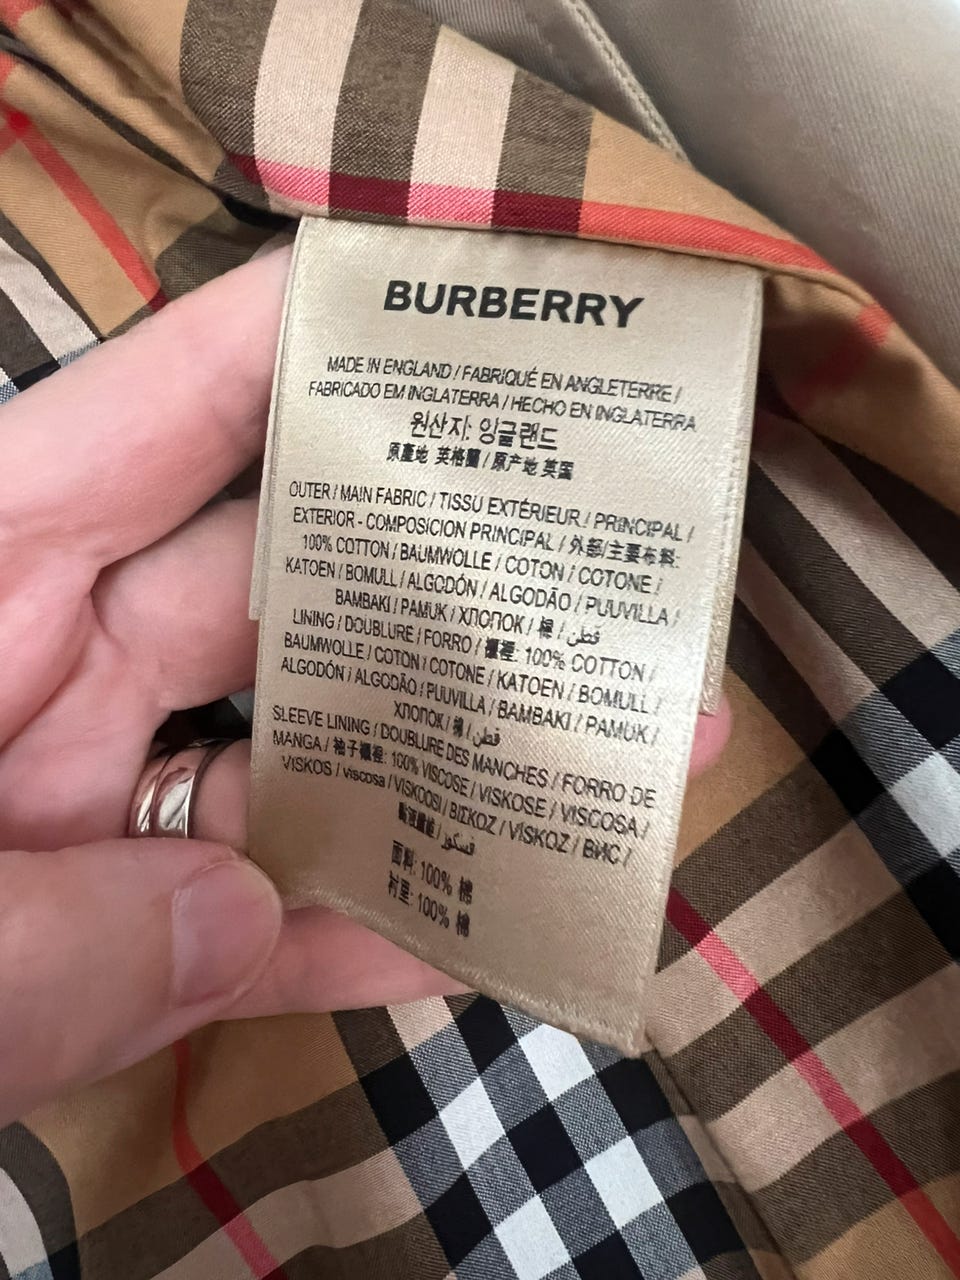 BURBERRY
MADE IN ENGLAND / FABRIQUÉ EN ANGLETERRE /
FABRICADO EM INGLATERRA / HECHO EN INGLATERRA
원산지: 잉글랜드
原產地 英格蘭 / 原产地 英国
OUTER / MAIN FABRIC / TISSU EXTÉRIEUR / PRINCIPAL /
EXTERIOR - COMPOSICION PRINCIPAL / 外部/主要布料:
100% COTTON / BAUMWOLLE / COTON / COTONE /
KATOEN / BOMULL / ALGODÓN / ALGODÃO / PUUVILLA /
BAMBAKI / PAMUK / ХЛОПОК / 棉 / قطن
LINING / DOUBLURE / FORRO / 襯裡: 100% COTTON /
BAUMWOLLE / COTON / COTONE / KATOEN / BOMULL /
ALGODÓN / ALGODÃO / PUUVILLA / BAMBAKI / PAMUK /
ХЛОПОК / 棉 / قطن
SLEEVE LINING / DOUBLURE DES MANCHES / FORRO DE
MANGA / 袖子襯裡: 100% VISCOSE / VISKOSE / VISCOSA /
VISKOS / viscosa / VISKOOSI / ΒΙΣΚΟΖ / VISKOZ / ВИС /
فسكوز /
面料: 100% 棉
衬里: 100% 棉